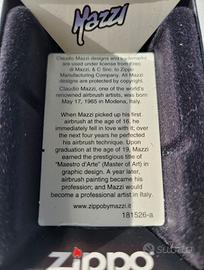 Mazzi
Claudio Mazzi designs and trademarks
are used under license from Elleci
di Mazzi, & C Snc. to Zippo
Manufacturing Company. All Mazzi
designs are protected by copyright.
Claudio Mazzi, one of the world's
renowned airbrush artists, was born
May 17, 1965 in Modena, Italy.
When Mazzi picked up his first
airbrush at the age of 16, he
immediately fell in love with it; over
the next four years he perfected
his airbrush technique. Upon
graduation at the age of 19, Mazzi
earned the prestigious title of
"Maestro d'Arte" (Master of Art) in
graphic design. A year later,
airbrush painting became his
profession; and Mazzi would
become a professional artist in Italy.
www.zippobymazzi.it
181526-a
zippo
subito